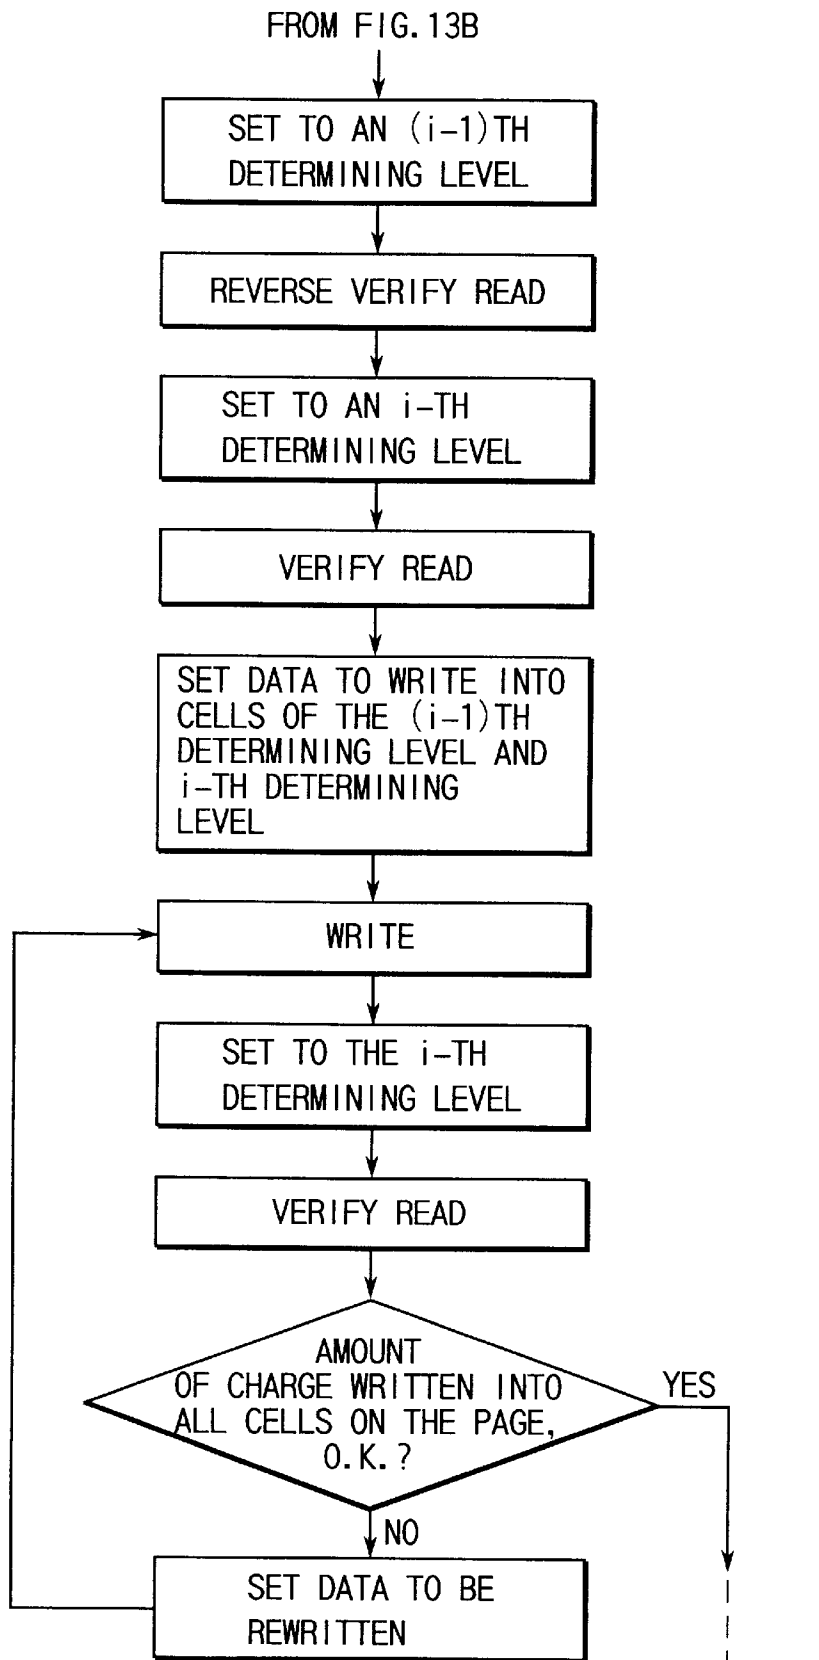 FROM FIG.13B
SET TO AN (i-1)TH
DETERMINING LEVEL
REVERSE VERIFY READ
SET TO AN i-TH
DETERMINING LEVEL
VERIFY READ
SET DATA TO WRITE INTO
CELLS OF THE (i-1)TH
DETERMINING LEVEL AND
i-TH DETERMINING
LEVEL
WRITE
SET TO THE i-TH
DETERMINING LEVEL
VERIFY READ
AMOUNT
OF CHARGE WRITTEN INTO
ALL CELLS ON THE PAGE,
O.K.?
YES
NO
SET DATA TO BE
REWRITTEN